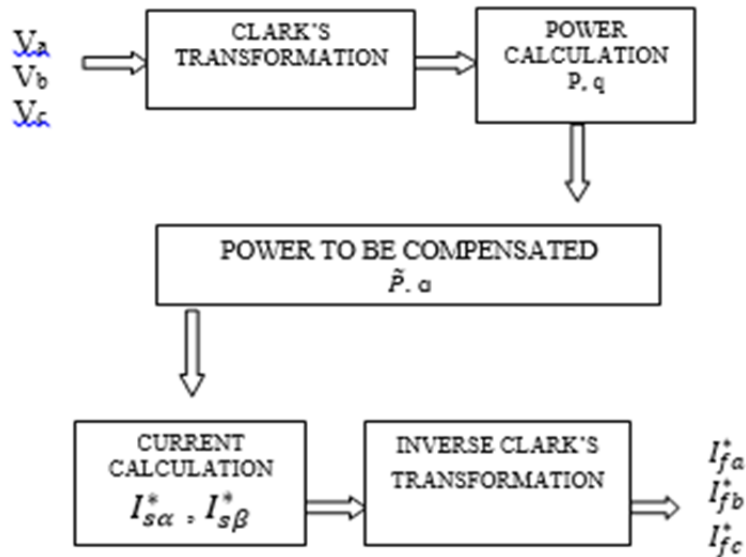 Va
Vb
Vc
CLARK'S
TRANSFORMATION
POWER
CALCULATION
P, q
POWER TO BE COMPENSATED
P̃. a
CURRENT
CALCULATION
I*sα , I*sβ
INVERSE CLARK'S
TRANSFORMATION
I*fa
I*fb
I*fc